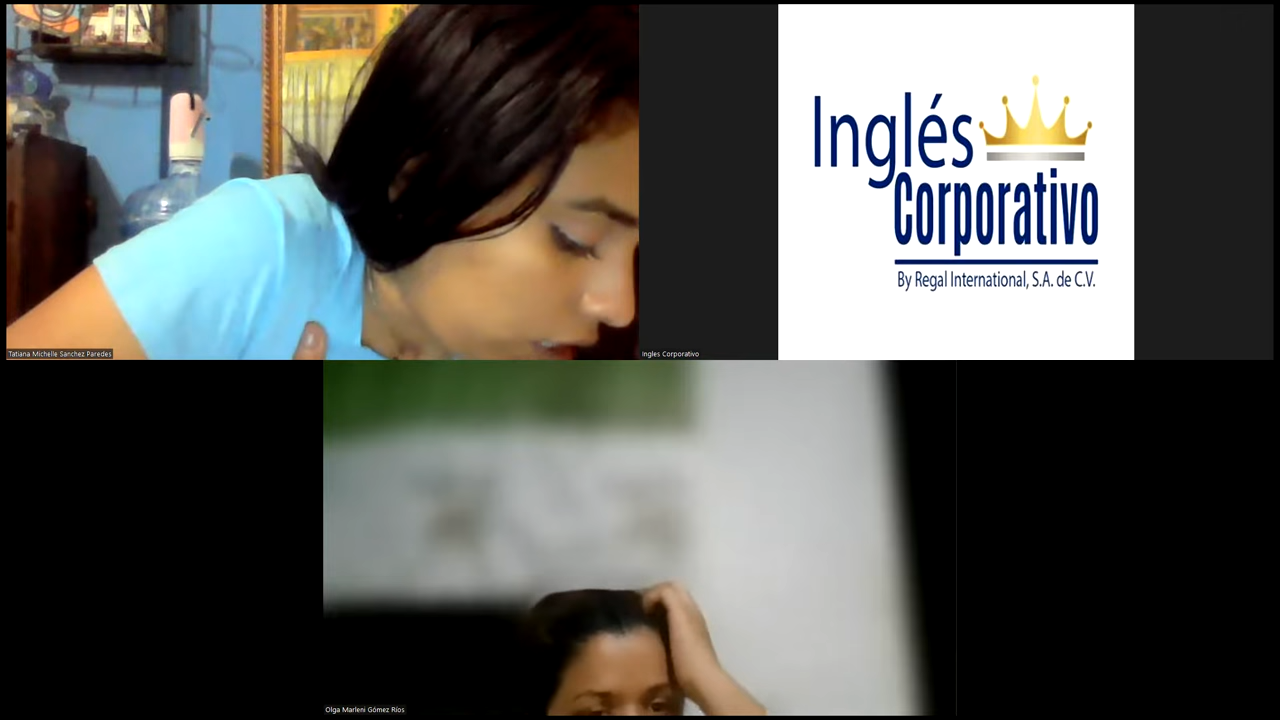 Inglés
Corporativo
By Regal International, S.A. de C.V.
Tatiana Michelle Sanchez Paredes
Ingles Corporativo
Olga Marleni Gómez Ríos